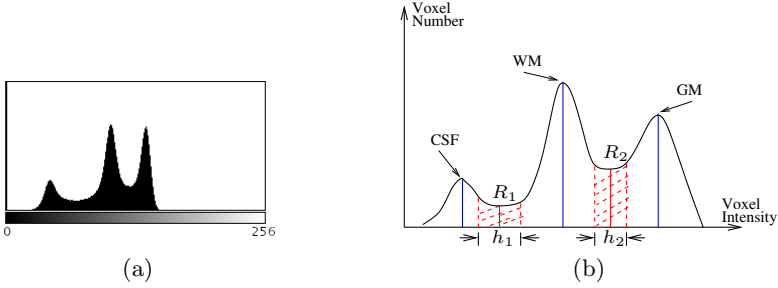 0
256
(a)
Voxel
Number
WM
GM
CSF
R1
R2
Voxel
Intensity
h1
h2
(b)